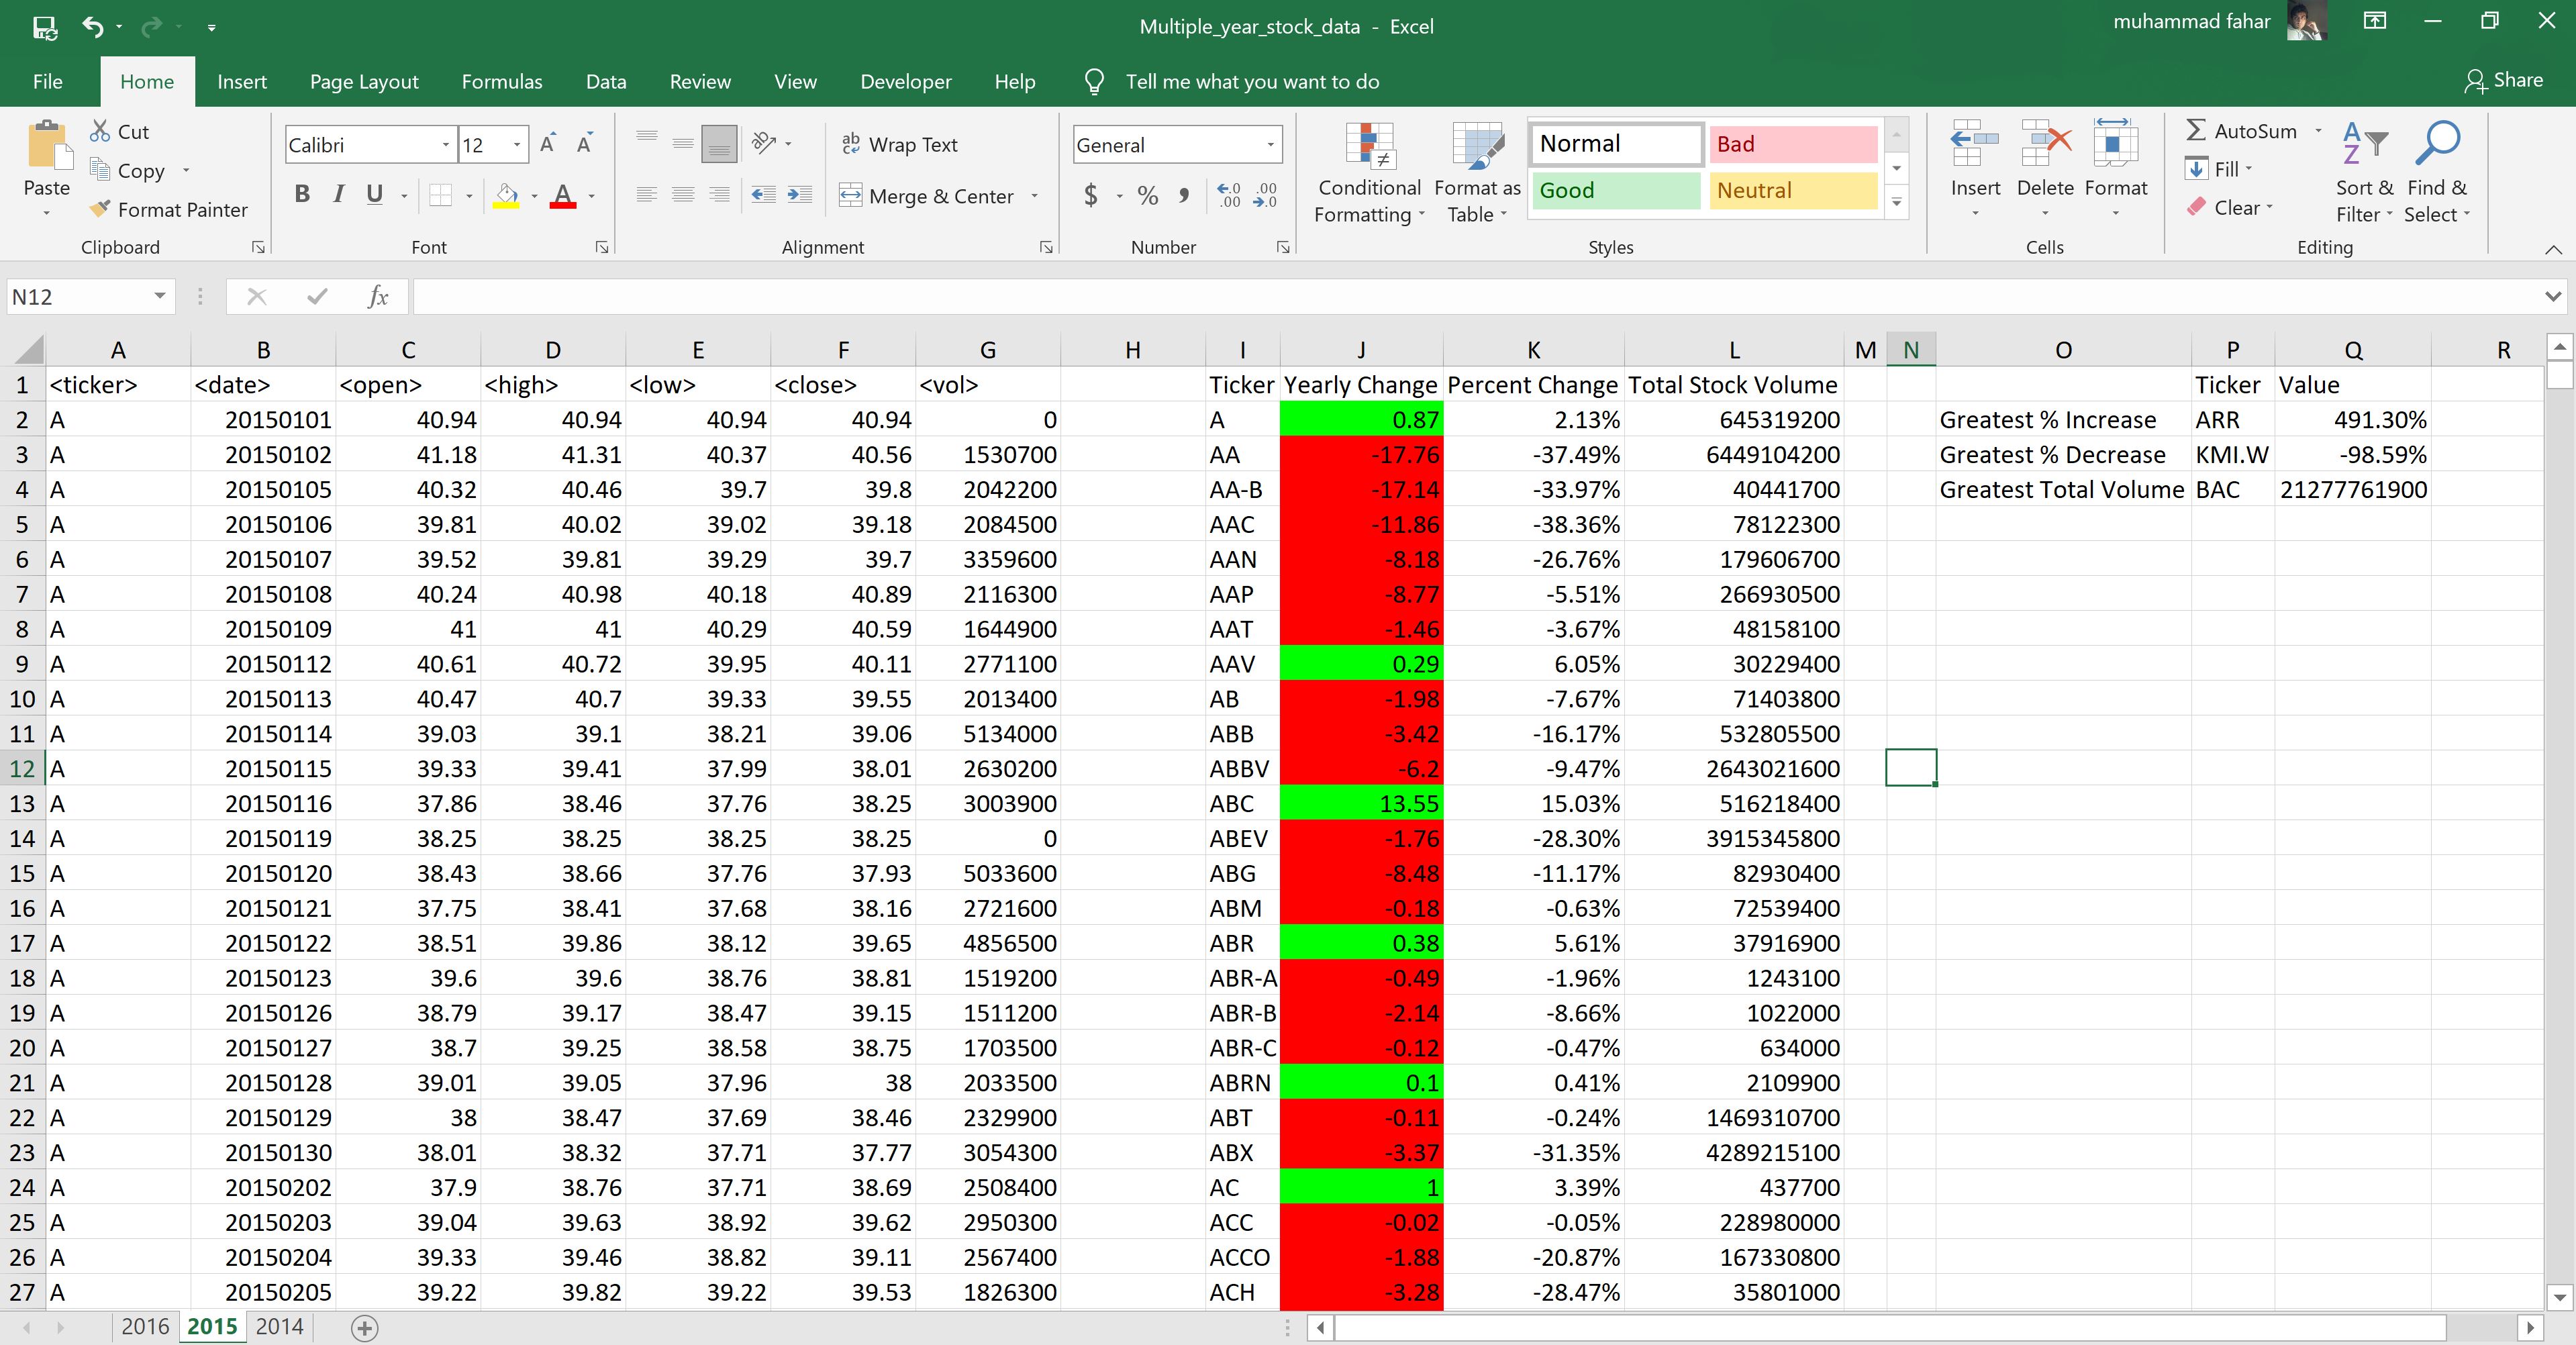 Multiple_year_stock_data - Excel
muhammad fahar
File Home Insert Page Layout Formulas Data Review View Developer Help Tell me what you want to do Share
Paste
Cut
Copy
Format Painter
Clipboard
Calibri 12
B I U
Font
Wrap Text
Merge & Center
Alignment
General
$ % , .00 .00
Number
Conditional Formatting
Format as Table
Normal Bad
Good Neutral
Styles
Insert Delete Format
Cells
AutoSum
Fill
Clear
Sort & Filter
Find & Select
Editing
N12 fx
A B C D E F G H I J K L M N O P Q R
1 <ticker> <date> <open> <high> <low> <close> <vol> Ticker Yearly Change Percent Change Total Stock Volume Ticker Value
2 A 20150101 40.94 40.94 40.94 40.94 0 A 0.87 2.13% 645319200 Greatest % Increase ARR 491.30%
3 A 20150102 41.18 41.31 40.37 40.56 1530700 AA -17.76 -37.49% 6449104200 Greatest % Decrease KMI.W -98.59%
4 A 20150105 40.32 40.46 39.7 39.8 2042200 AA-B -17.14 -33.97% 40441700 Greatest Total Volume BAC 21277761900
5 A 20150106 39.81 40.02 39.02 39.18 2084500 AAC -11.86 -38.36% 78122300
6 A 20150107 39.52 39.81 39.29 39.7 3359600 AAN -8.18 -26.76% 179606700
7 A 20150108 40.24 40.98 40.18 40.89 2116300 AAP -8.77 -5.51% 266930500
8 A 20150109 41 41 40.29 40.59 1644900 AAT -1.46 -3.67% 48158100
9 A 20150112 40.61 40.72 39.95 40.11 2771100 AAV 0.29 6.05% 30229400
10 A 20150113 40.47 40.7 39.33 39.55 2013400 AB -1.98 -7.67% 71403800
11 A 20150114 39.03 39.1 38.21 39.06 5134000 ABB -3.42 -16.17% 532805500
12 A 20150115 39.33 39.41 37.99 38.01 2630200 ABBV -6.2 -9.47% 2643021600
13 A 20150116 37.86 38.46 37.76 38.25 3003900 ABC 13.55 15.03% 516218400
14 A 20150119 38.25 38.25 38.25 38.25 0 ABEV -1.76 -28.30% 3915345800
15 A 20150120 38.43 38.66 37.76 37.93 5033600 ABG -8.48 -11.17% 82930400
16 A 20150121 37.75 38.41 37.68 38.16 2721600 ABM -0.18 -0.63% 72539400
17 A 20150122 38.51 39.86 38.12 39.65 4856500 ABR 0.38 5.61% 37916900
18 A 20150123 39.6 39.6 38.76 38.81 1519200 ABR-A -0.49 -1.96% 1243100
19 A 20150126 38.79 39.17 38.47 39.15 1511200 ABR-B -2.14 -8.66% 1022000
20 A 20150127 38.7 39.25 38.58 38.75 1703500 ABR-C -0.12 -0.47% 634000
21 A 20150128 39.01 39.05 37.96 38 2033500 ABRN 0.1 0.41% 2109900
22 A 20150129 38 38.47 37.69 38.46 2329900 ABT -0.11 -0.24% 1469310700
23 A 20150130 38.01 38.32 37.71 37.77 3054300 ABX -3.37 -31.35% 4289215100
24 A 20150202 37.9 38.76 37.71 38.69 2508400 AC 1 3.39% 437700
25 A 20150203 39.04 39.63 38.92 39.62 2950300 ACC -0.02 -0.05% 228980000
26 A 20150204 39.33 39.46 38.82 39.11 2567400 ACCO -1.88 -20.87% 167330800
27 A 20150205 39.22 39.82 39.22 39.53 1826300 ACH -3.28 -28.47% 35801000
2016 2015 2014